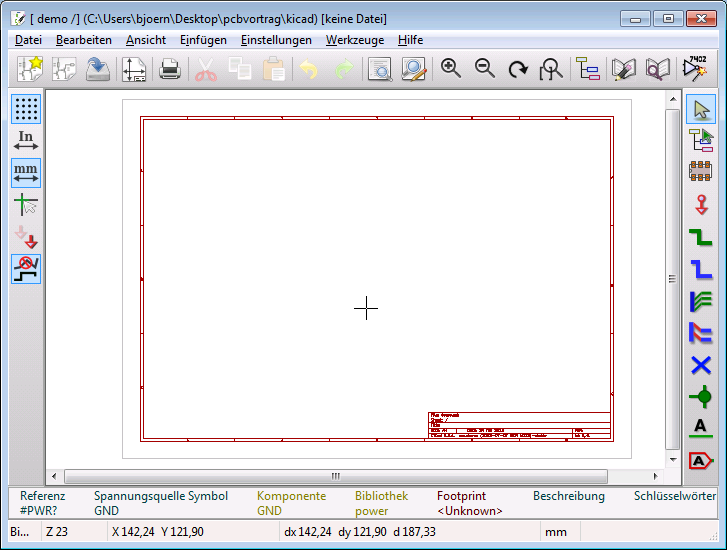 [ demo /] (C:\Users\bjoern\Desktop\pcbvortrag\kicad) [keine Datei]
Datei Bearbeiten Ansicht Einfügen Einstellungen Werkzeuge Hilfe
7402
In
mm
A
A
Sheet: /
Title:
Referenz Spannungsquelle Symbol Komponente Bibliothek Footprint Beschreibung Schlüsselwörter
#PWR? GND GND power <Unknown>
Bi... Z 23 X 142,24 Y 121,90 dx 142,24 dy 121,90 d 187,33 mm